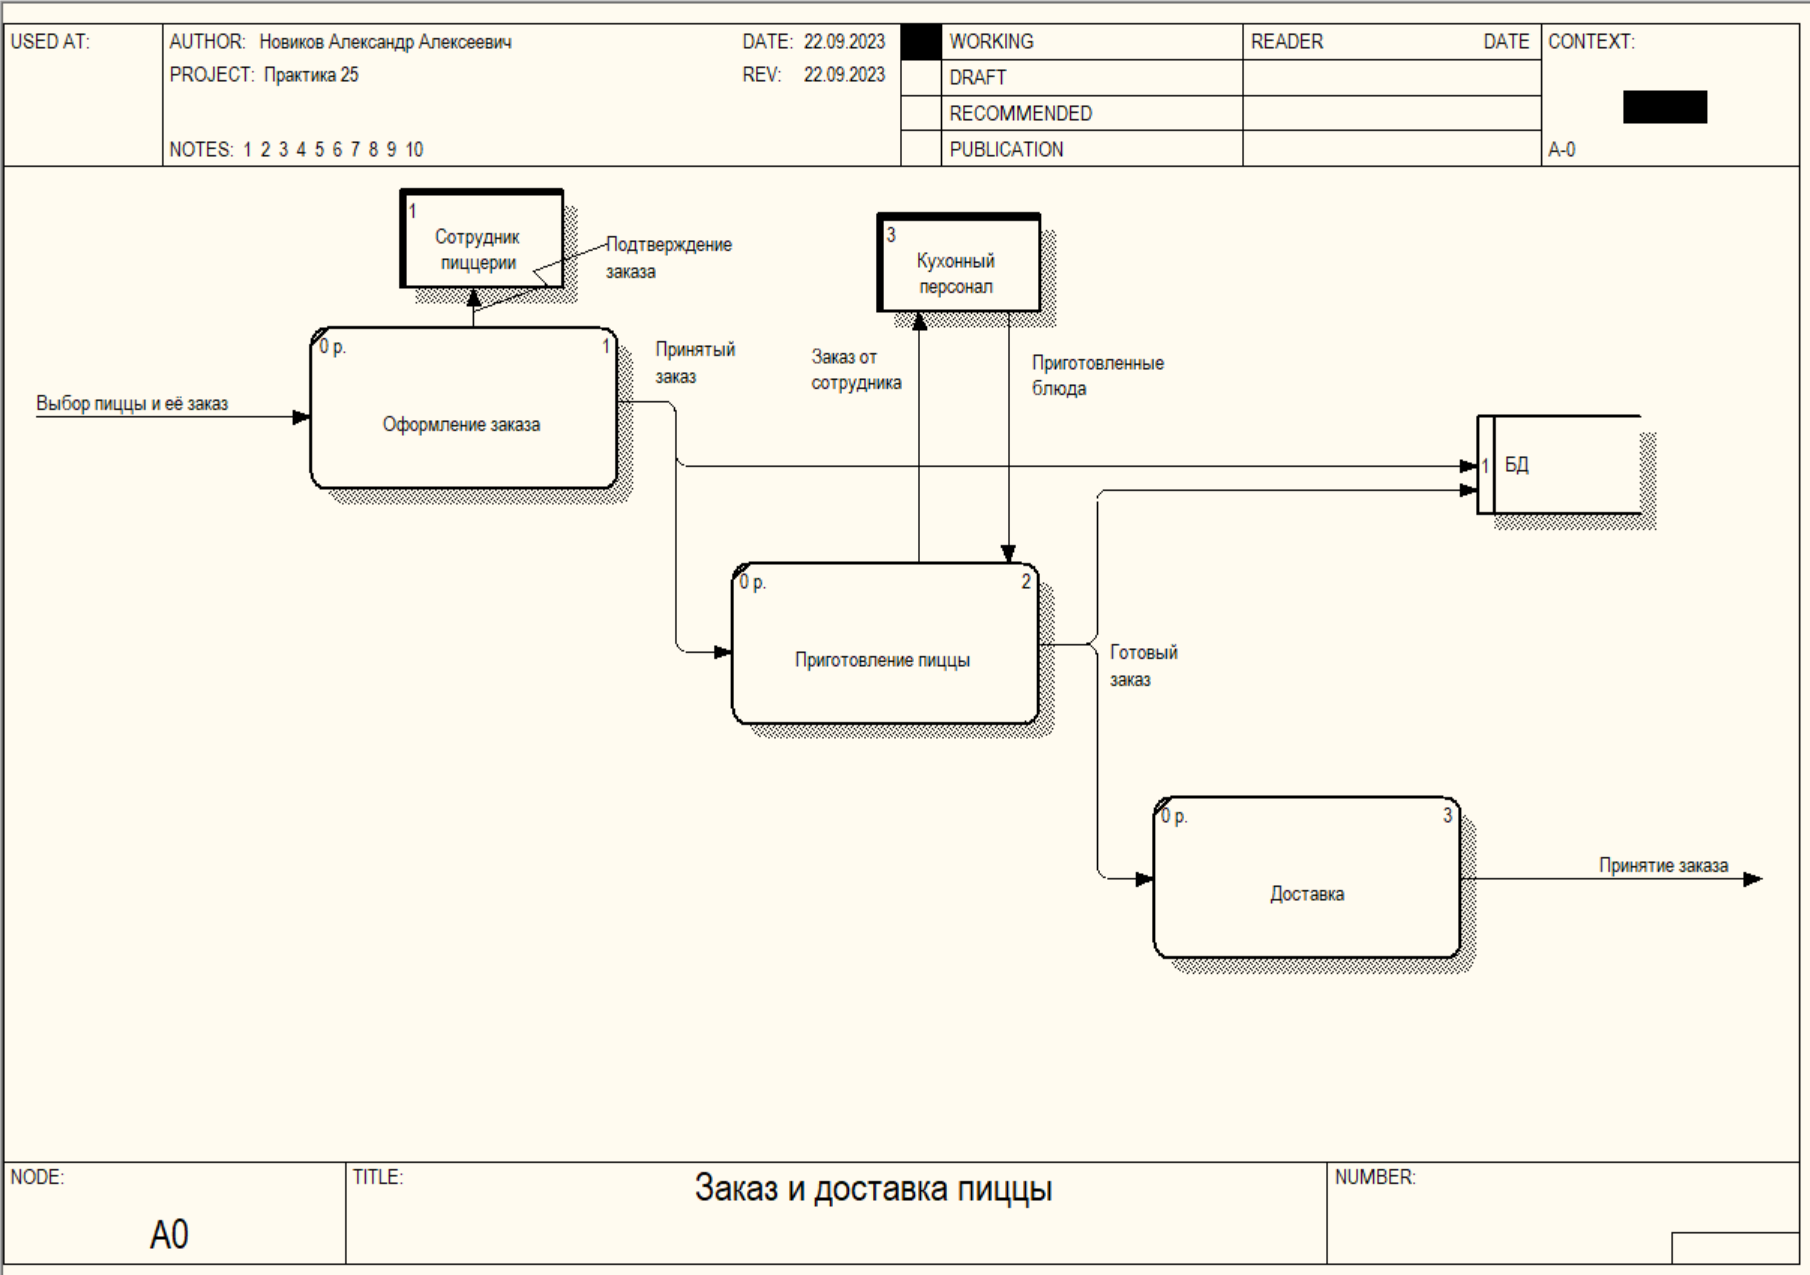 USED AT:
AUTHOR: Новиков Александр Алексеевич
DATE: 22.09.2023
PROJECT: Практика 25
REV: 22.09.2023
NOTES: 1 2 3 4 5 6 7 8 9 10
WORKING
DRAFT
RECOMMENDED
PUBLICATION
READER
DATE
CONTEXT:
A-0
1
Сотрудник
пиццерии
Подтверждение
заказа
3
Кухонный
персонал
0 р.
1
Оформление заказа
Выбор пиццы и её заказ
Принятый
заказ
Заказ от
сотрудника
Приготовленные
блюда
1
БД
0 р.
2
Приготовление пиццы
Готовый
заказ
0 р.
3
Доставка
Принятие заказа
NODE:
A0
TITLE:
Заказ и доставка пиццы
NUMBER: